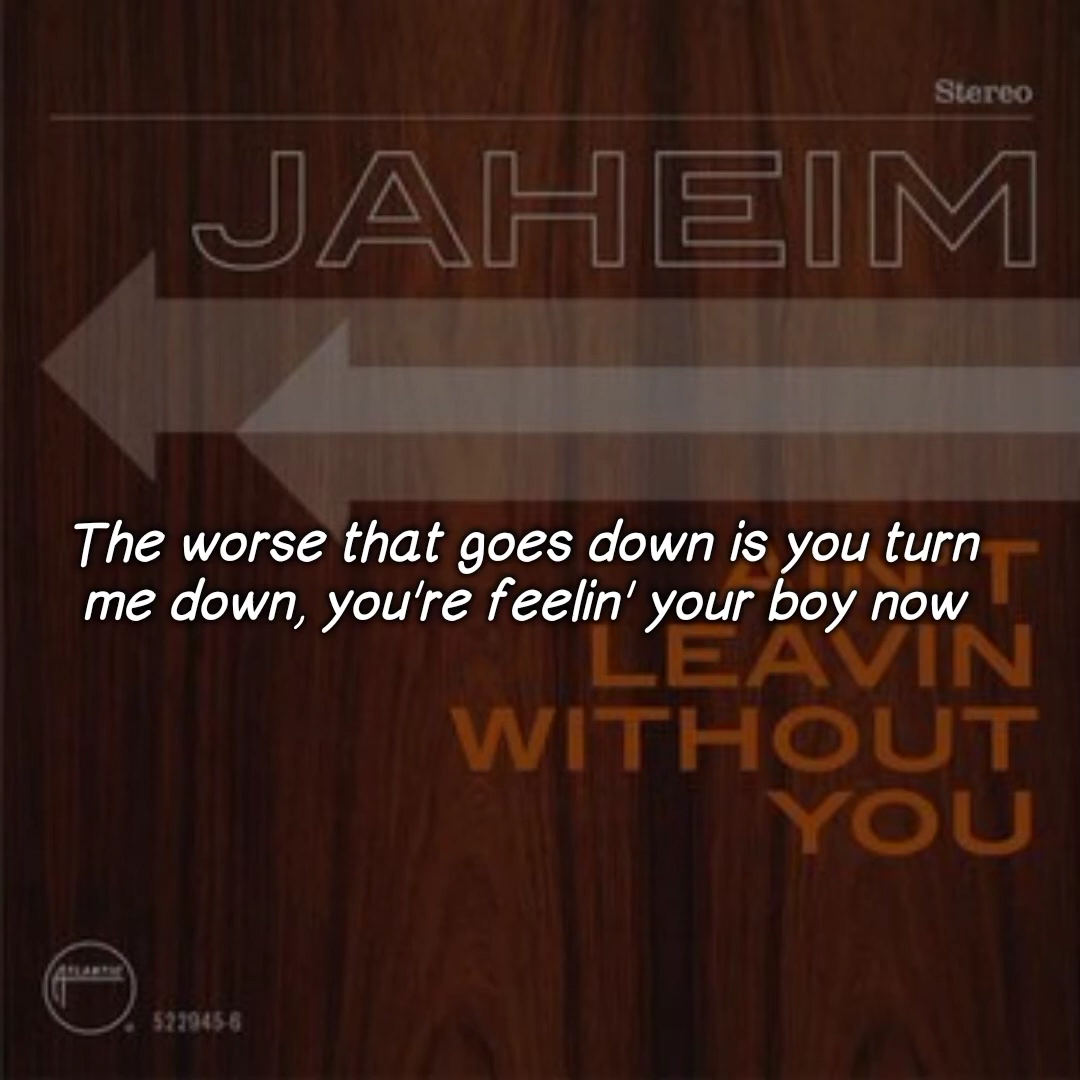 Stereo
JAHEIM
The worse that goes down is you turn
me down, you're feelin' your boy now
AIN'T
LEAVIN
WITHOUT
YOU
ATLANTIC
522945-6